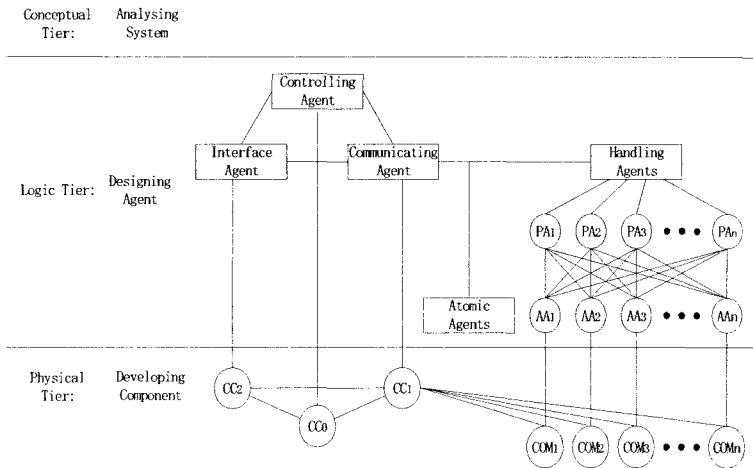 Conceptual Analysing
Tier: System
Controlling
Agent
Interface
Agent
Communicating
Agent
Handling
Agents
Logic Tier: Designing
Agent
PA1 PA2 PA3 ••• PAn
Atomic
Agents
AA1 AA2 AA3 ••• AAn
Physical Developing
Tier: Component
CC2 CC1
CC0
COM1 COM2 COM3 ••• COMn